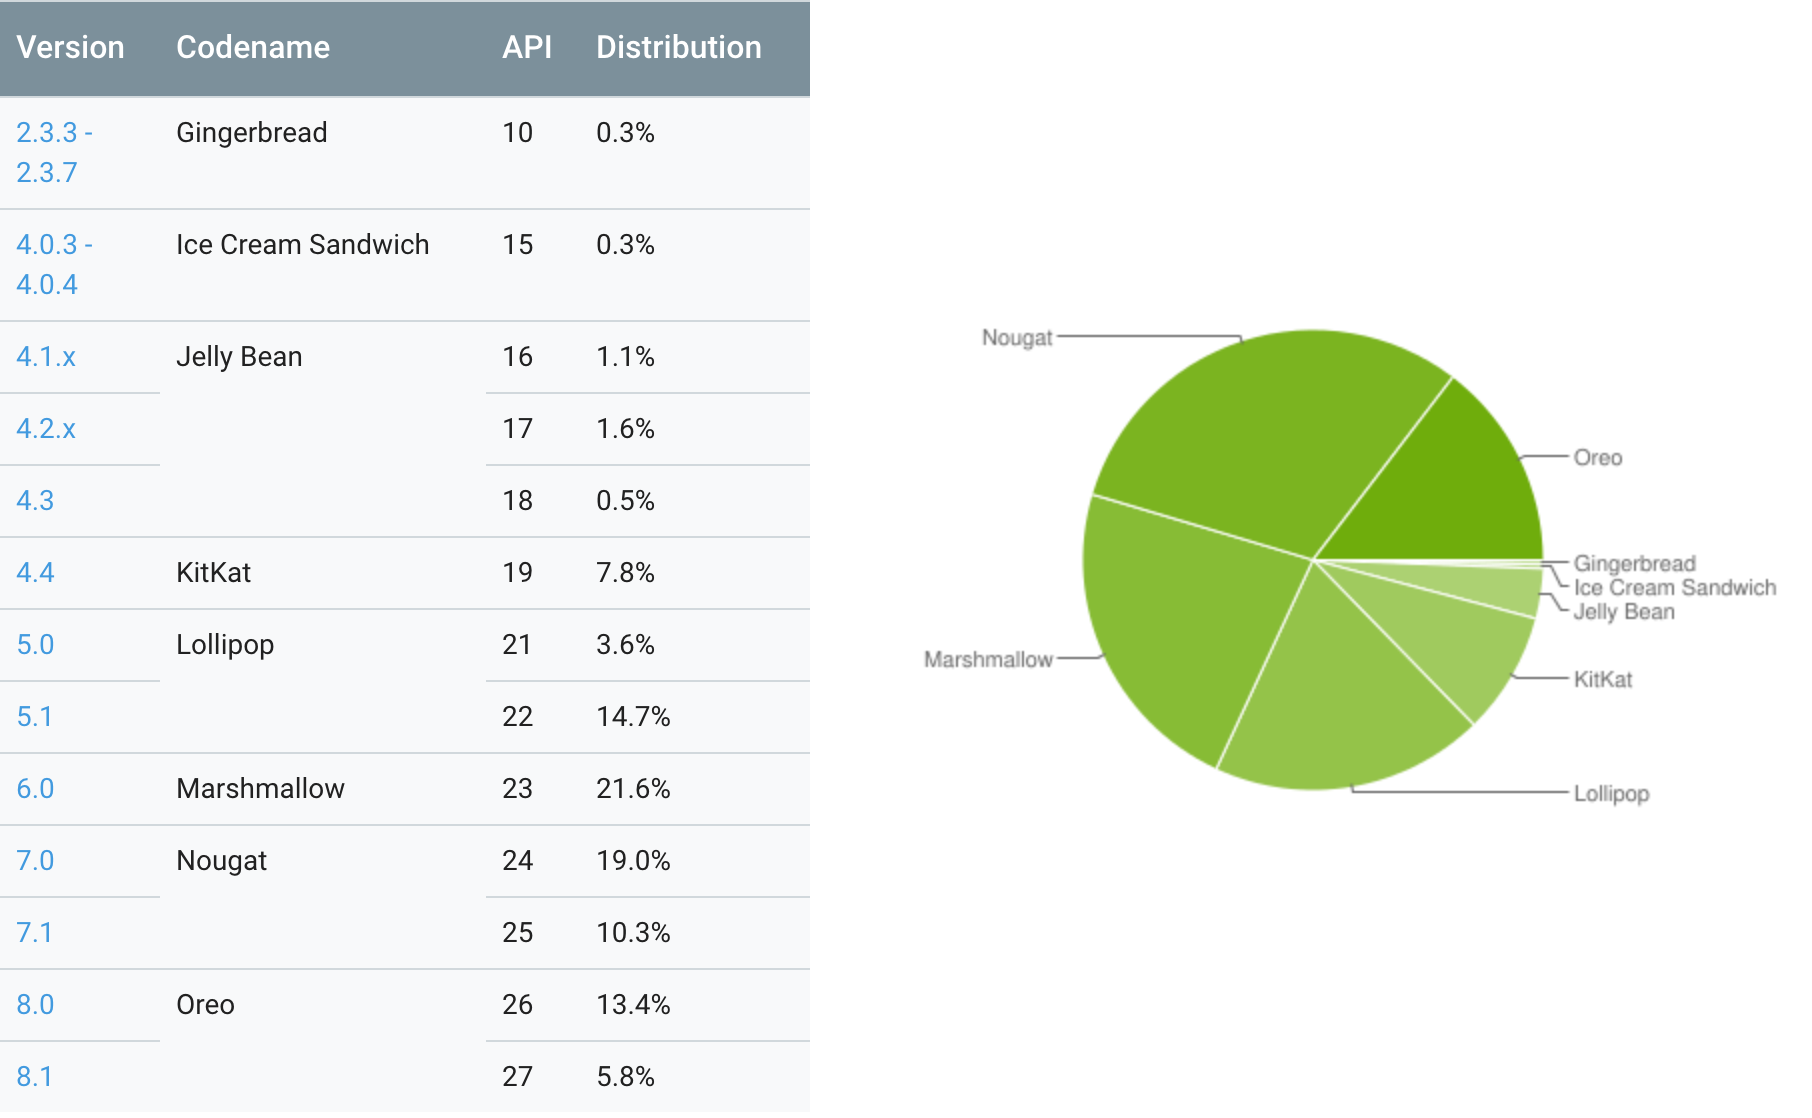 Version Codename API Distribution
2.3.3 - Gingerbread 10 0.3%
2.3.7
4.0.3 - Ice Cream Sandwich 15 0.3%
4.0.4
4.1.x Jelly Bean 16 1.1%
4.2.x 17 1.6%
4.3 18 0.5%
4.4 KitKat 19 7.8%
5.0 Lollipop 21 3.6%
5.1 22 14.7%
6.0 Marshmallow 23 21.6%
7.0 Nougat 24 19.0%
7.1 25 10.3%
8.0 Oreo 26 13.4%
8.1 27 5.8%
Nougat
Oreo
Gingerbread
Ice Cream Sandwich
Jelly Bean
Marshmallow
KitKat
Lollipop